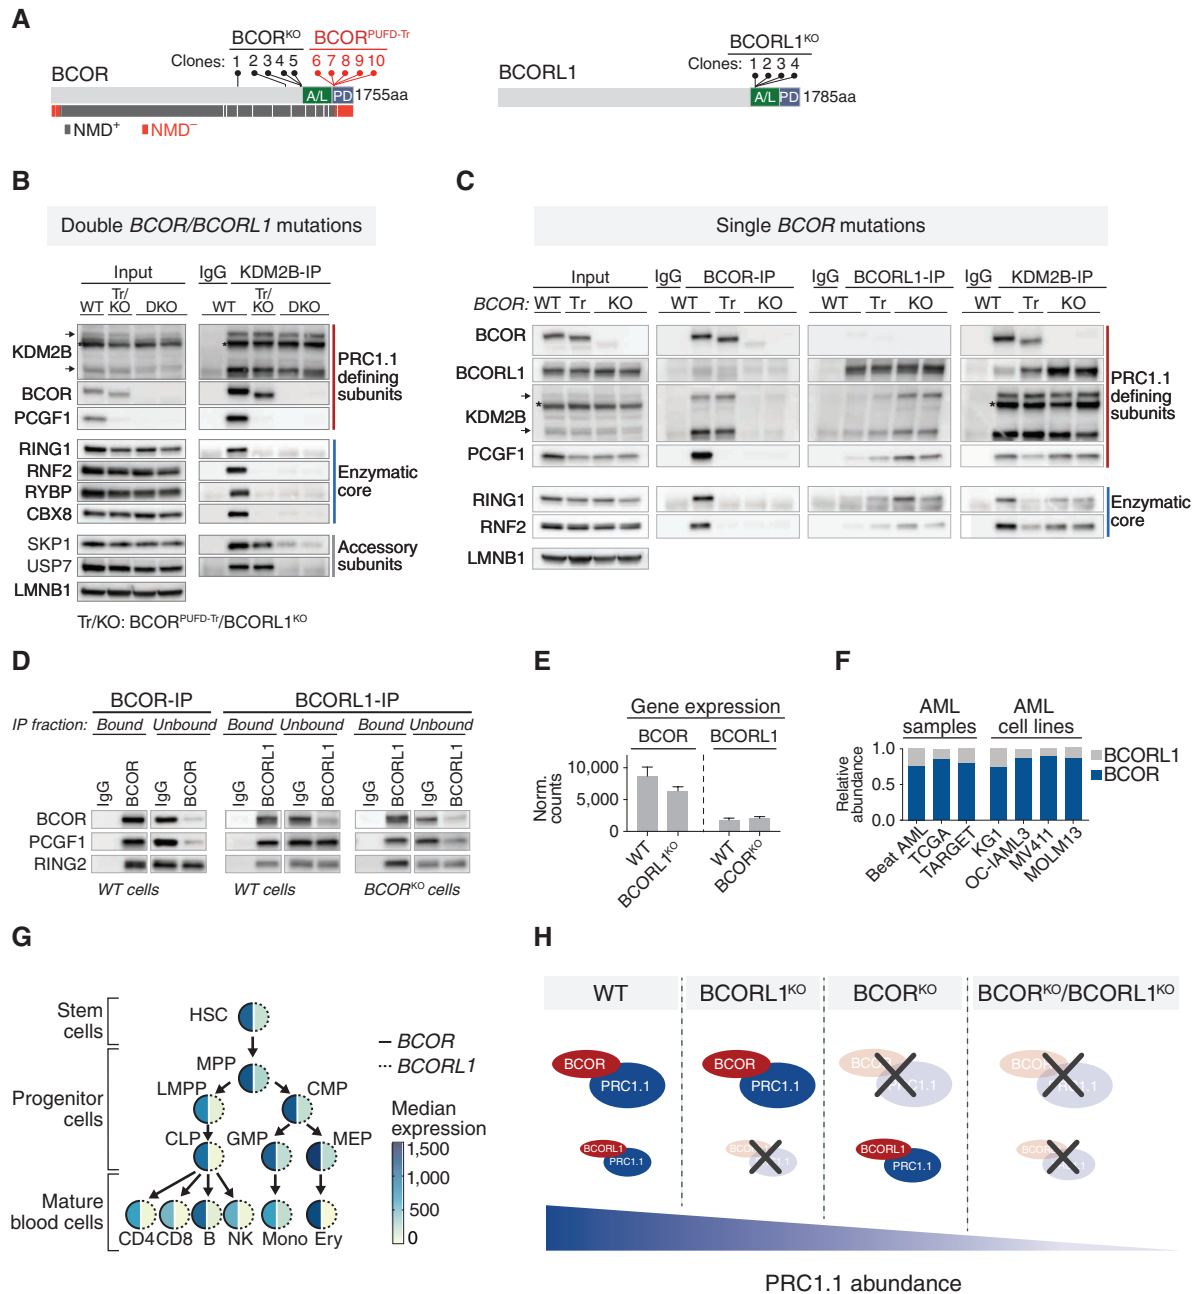 A
BCOR^KO BCOR^PUFD-Tr
Clones: 1 2 3 4 5 6 7 8 9 10
BCOR
A/L PD 1755aa
NMD+ NMD−
BCORL1^KO
Clones: 1 2 3 4
BCORL1
A/L PD 1785aa
B
Double BCOR/BCORL1 mutations
Input IgG KDM2B-IP
WT Tr/KO DKO WT Tr/KO DKO
KDM2B * *
BCOR
PCGF1
PRC1.1 defining subunits
RING1
RNF2
RYBP
CBX8
Enzymatic core
SKP1
USP7
Accessory subunits
LMNB1
Tr/KO: BCOR^PUFD-Tr/BCORL1^KO
C
Single BCOR mutations
Input IgG BCOR-IP IgG BCORL1-IP IgG KDM2B-IP
BCOR: WT Tr KO WT Tr KO WT Tr KO WT Tr KO
BCOR
BCORL1
KDM2B * *
PCGF1
PRC1.1 defining subunits
RING1
RNF2
Enzymatic core
LMNB1
D
BCOR-IP BCORL1-IP
IP fraction: Bound Unbound Bound Unbound Bound Unbound
IgG BCOR IgG BCOR IgG BCORL1 IgG BCORL1 IgG BCORL1 IgG BCORL1
BCOR
PCGF1
RING2
WT cells WT cells BCOR^KO cells
E
Gene expression
BCOR BCORL1
Norm. counts
10,000
5,000
0
WT BCORL1^KO WT BCOR^KO
F
AML samples AML cell lines
Relative abundance
1.0
0.5
0.0
BCORL1
BCOR
Beat AML TCGA TARGET KG1 OC-IAML3 MV411 MOLM13
G
Stem cells
HSC
BCOR
BCORL1
MPP
LMPP CMP
Progenitor cells
CLP GMP MEP
Median expression
1,500
1,000
500
0
Mature blood cells
CD4 CD8 B NK Mono Ery
H
WT BCORL1^KO BCOR^KO BCOR^KO/BCORL1^KO
BCOR PRC1.1 BCOR PRC1.1 BCOR PRC1.1 BCOR PRC1.1
BCORL1 PRC1.1 BCORL1 PRC1.1 BCORL1 PRC1.1 BCORL1 PRC1.1
PRC1.1 abundance